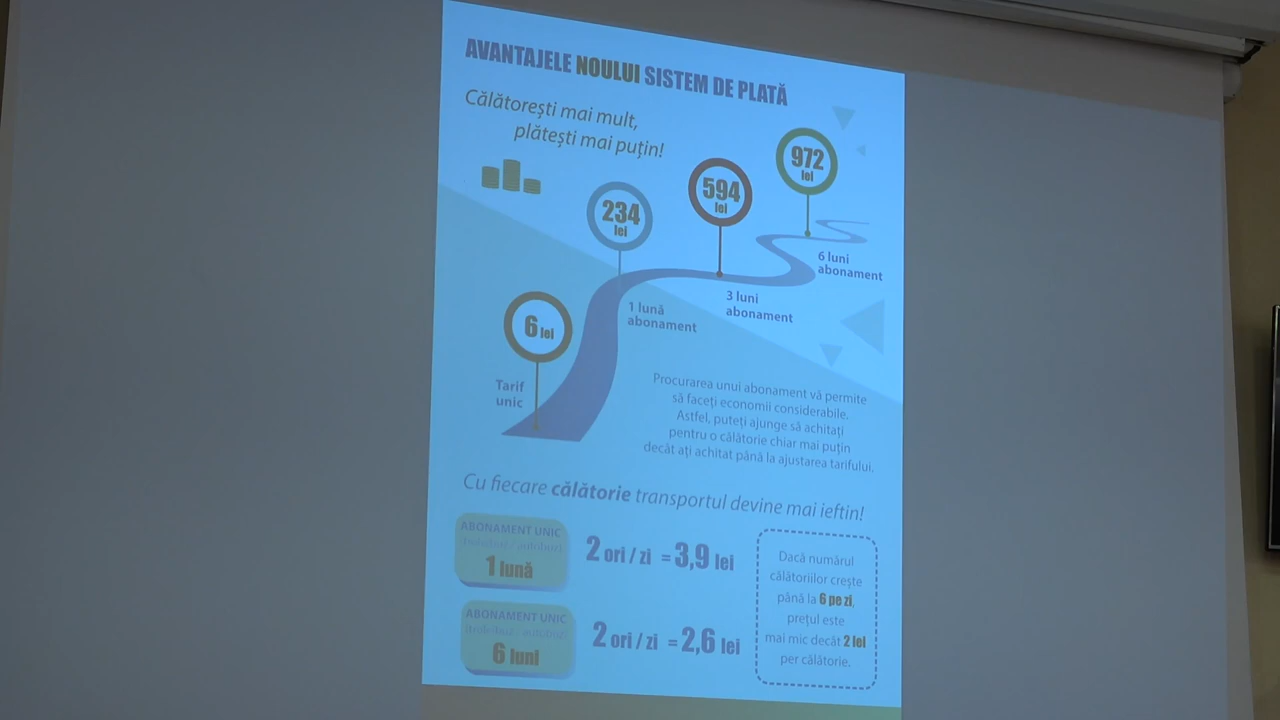 AVANTAJELE NOULUI SISTEM DE PLATĂ
Călătorești mai mult,
plătești mai puțin!
972
lei
594
lei
234
lei
6 lei
6 luni
abonament
3 luni
abonament
1 lună
abonament
Tarif
unic
Procurarea unui abonament vă permite
să faceți economii considerabile.
Astfel, puteți ajunge să achitați
pentru o călătorie chiar mai puțin
decât ați achitat până la ajustarea tarifului.
Cu fiecare călătorie transportul devine mai ieftin!
ABONAMENT UNIC
troleibuz / autobuz
1 lună
2 ori / zi = 3,9 lei
ABONAMENT UNIC
troleibuz / autobuz
6 luni
2 ori / zi = 2,6 lei
Dacă numărul
călătoriilor crește
până la 6 pe zi,
prețul este
mai mic decât 2 lei
per călătorie.